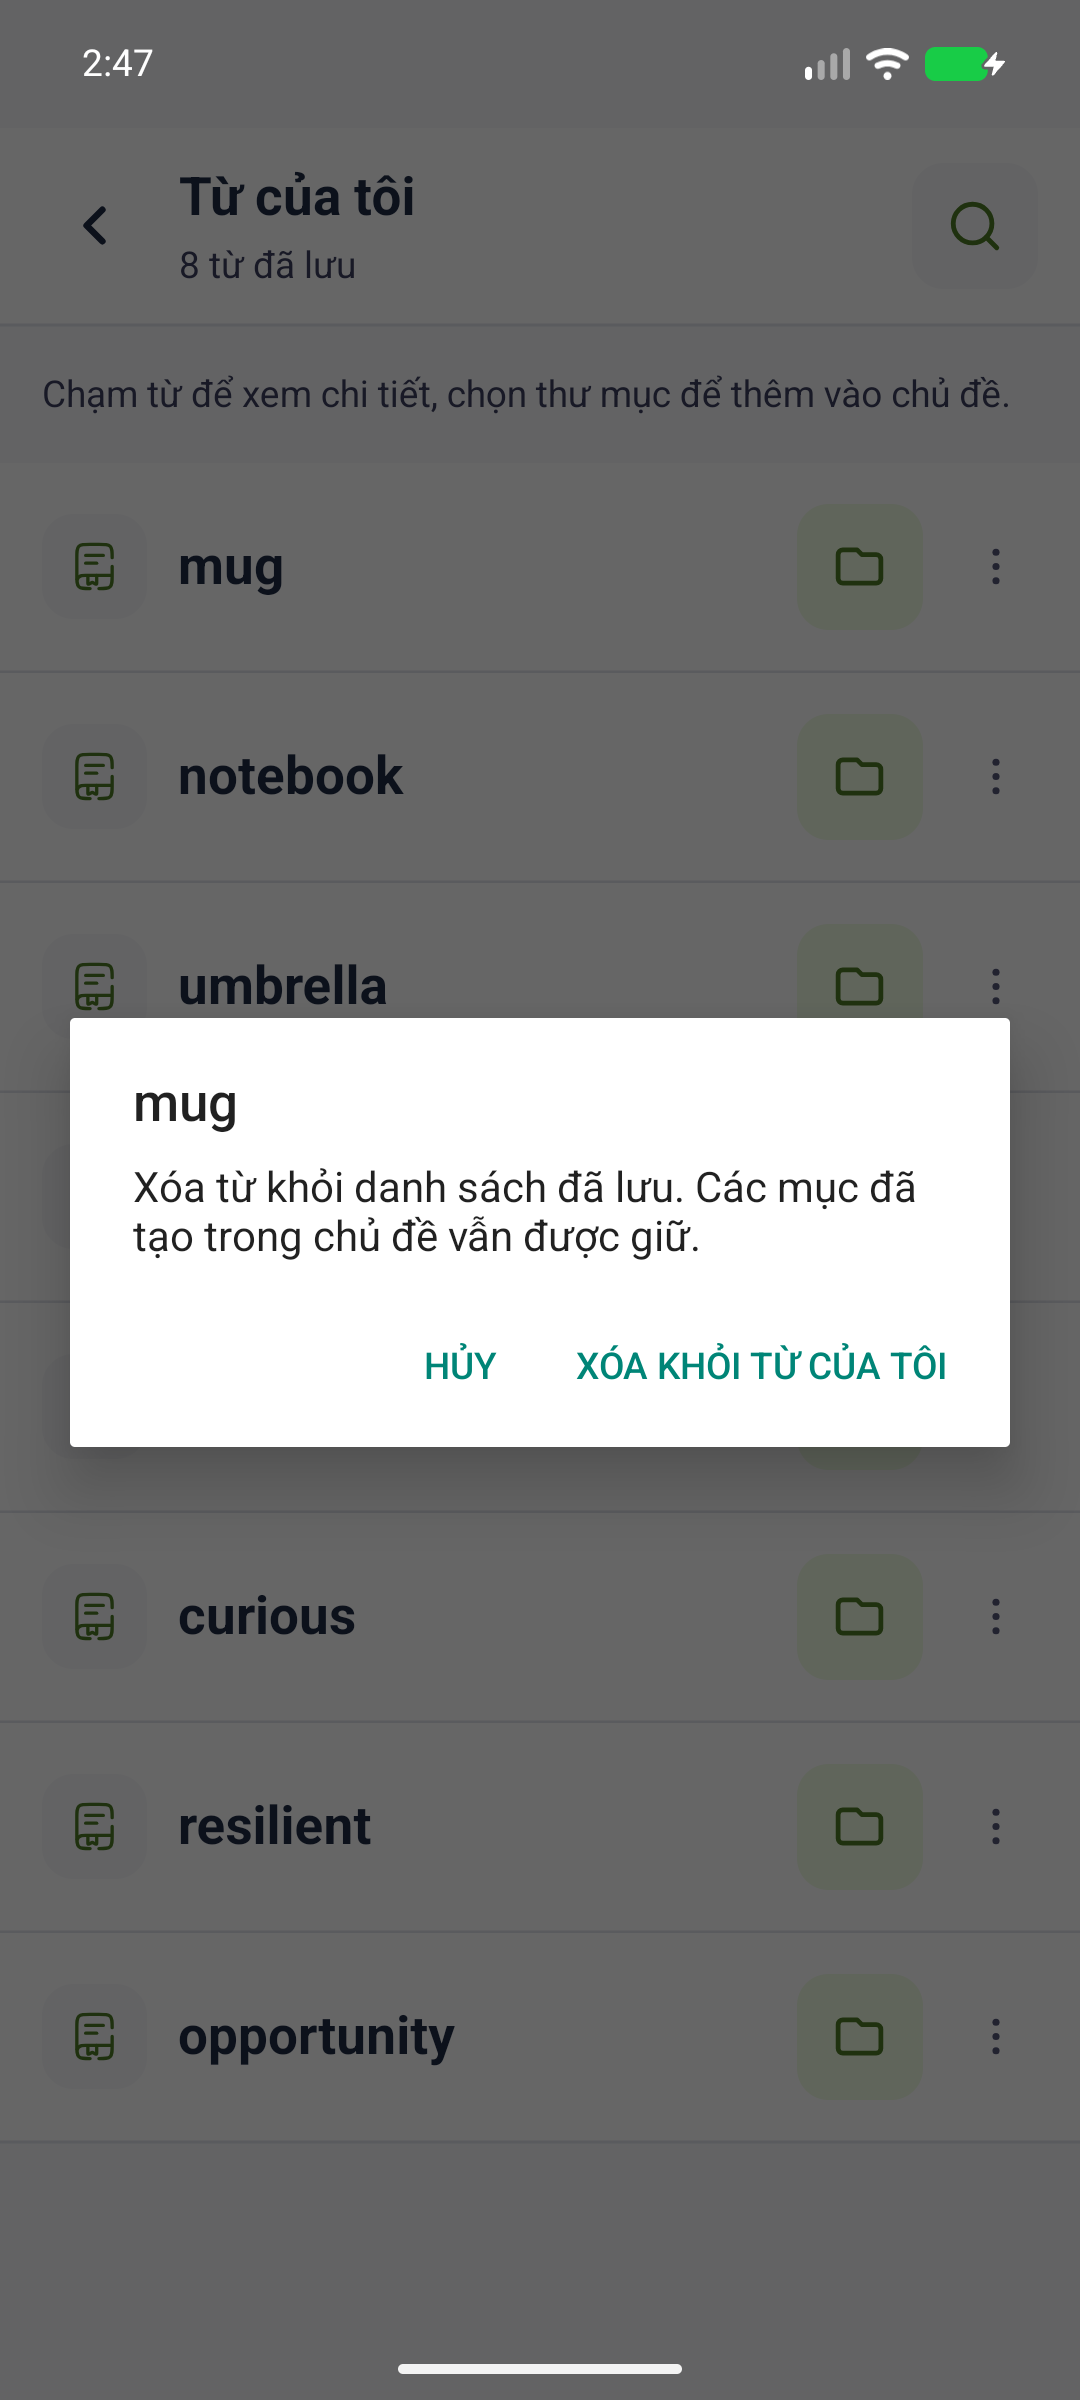 2:47
Từ của tôi
8 từ đã lưu
Chạm từ để xem chi tiết, chọn thư mục để thêm vào chủ đề.
mug
notebook
umbrella
mug
Xóa từ khỏi danh sách đã lưu. Các mục đã
tạo trong chủ đề vẫn được giữ.
HỦY
XÓA KHỎI TỪ CỦA TÔI
curious
resilient
opportunity